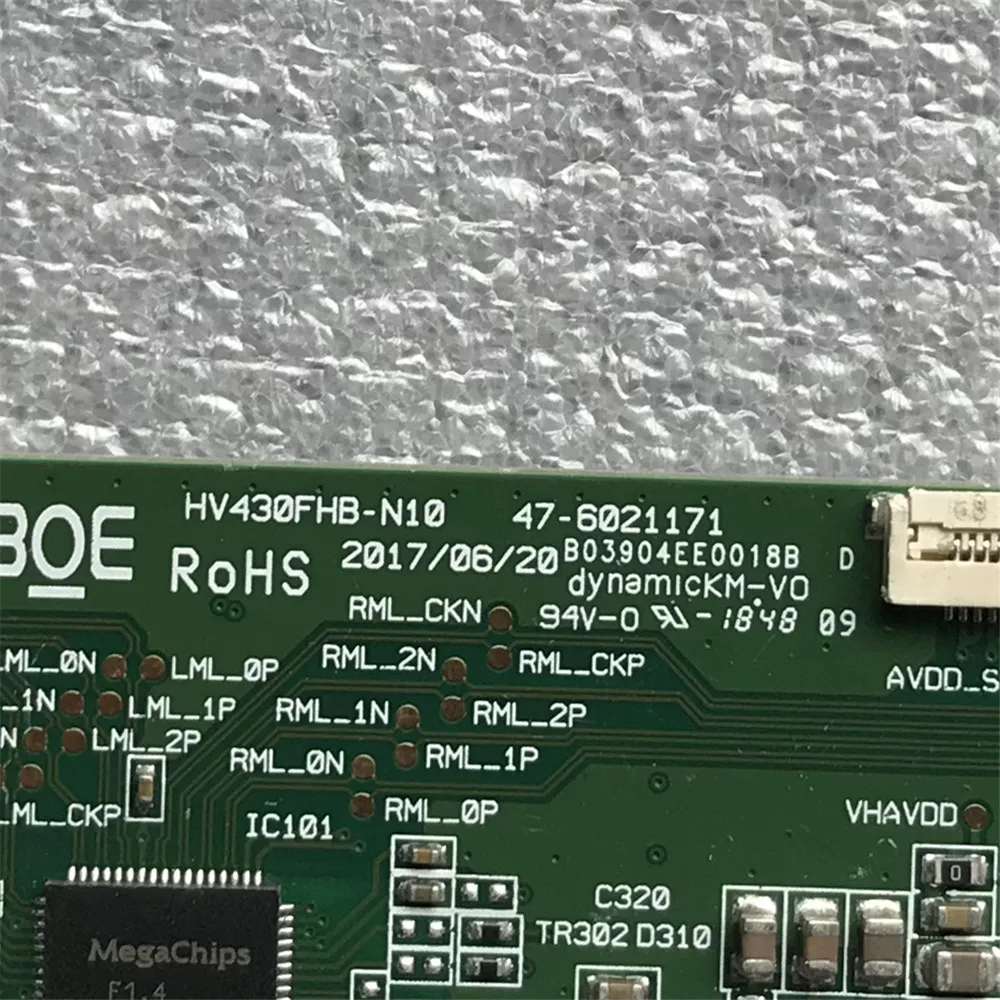 BOE
HV430FHB-N10 47-6021171
RoHS 2017/06/20 B03904EE0018B D
dynamicKM-V0
94V-0 -1848 09
RML_CKN
RML_CKP
RML_2N
LML_0N LML_0P
AVDD_S
_1N LML_1P
RML_1N RML_2P
N LML_2P
RML_0N RML_1P
LML_CKP
RML_0P
VHAVDD
IC101
0
C320
TR302 D310
MegaChips
F1.4